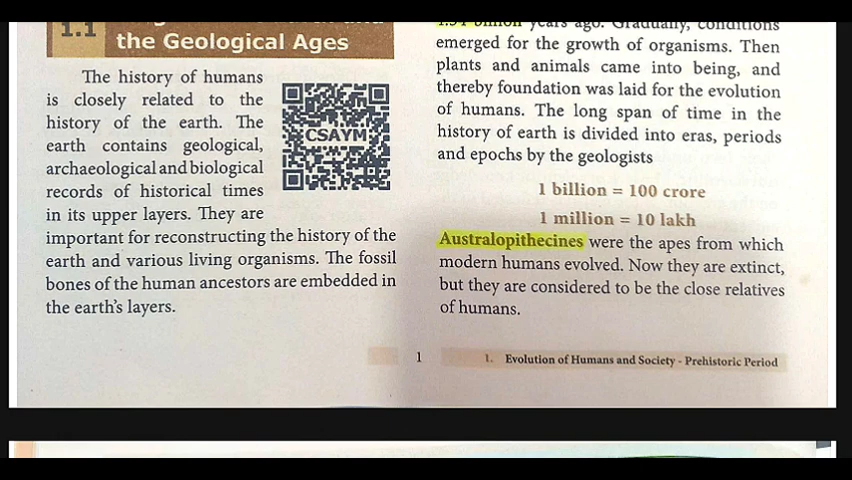 1.1
the Geological Ages
The history of humans
is closely related to the
history of the earth. The
earth contains geological,
archaeological and biological
records of historical times
in its upper layers. They are
important for reconstructing the history of the
earth and various living organisms. The fossil
bones of the human ancestors are embedded in
the earth's layers.
CSAYM
billion years ago. Gradually, conditions
emerged for the growth of organisms. Then
plants and animals came into being, and
thereby foundation was laid for the evolution
of humans. The long span of time in the
history of earth is divided into eras, periods
and epochs by the geologists
1 billion = 100 crore
1 million = 10 lakh
Australopithecines were the apes from which
modern humans evolved. Now they are extinct,
but they are considered to be the close relatives
of humans.
1
1. Evolution of Humans and Society - Prehistoric Period